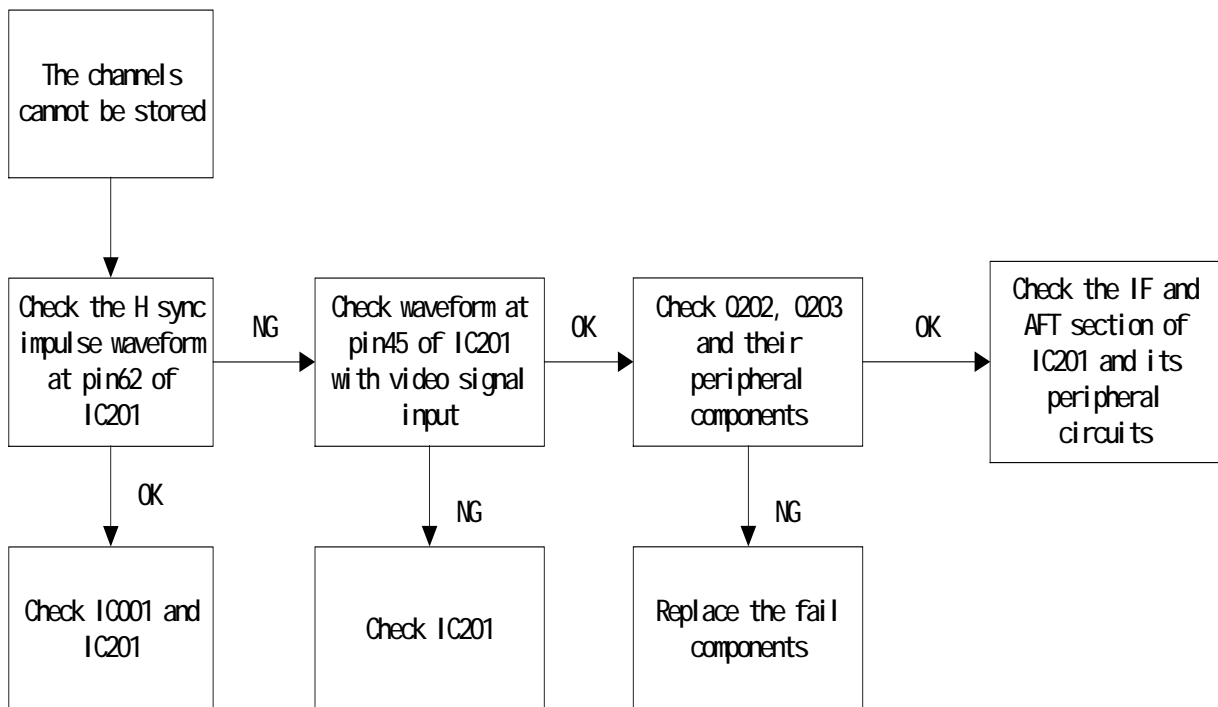 The channels
cannot be stored
Check the H sync
impulse waveform
at pin62 of
IC201
NG
Check waveform at
pin45 of IC201
with video signal
input
OK
Check Q202, Q203
and their
peripheral
components
OK
Check the IF and
AFT section of
IC201 and its
peripheral
circuits
OK
NG
NG
Check IC001 and
IC201
Check IC201
Replace the fail
components